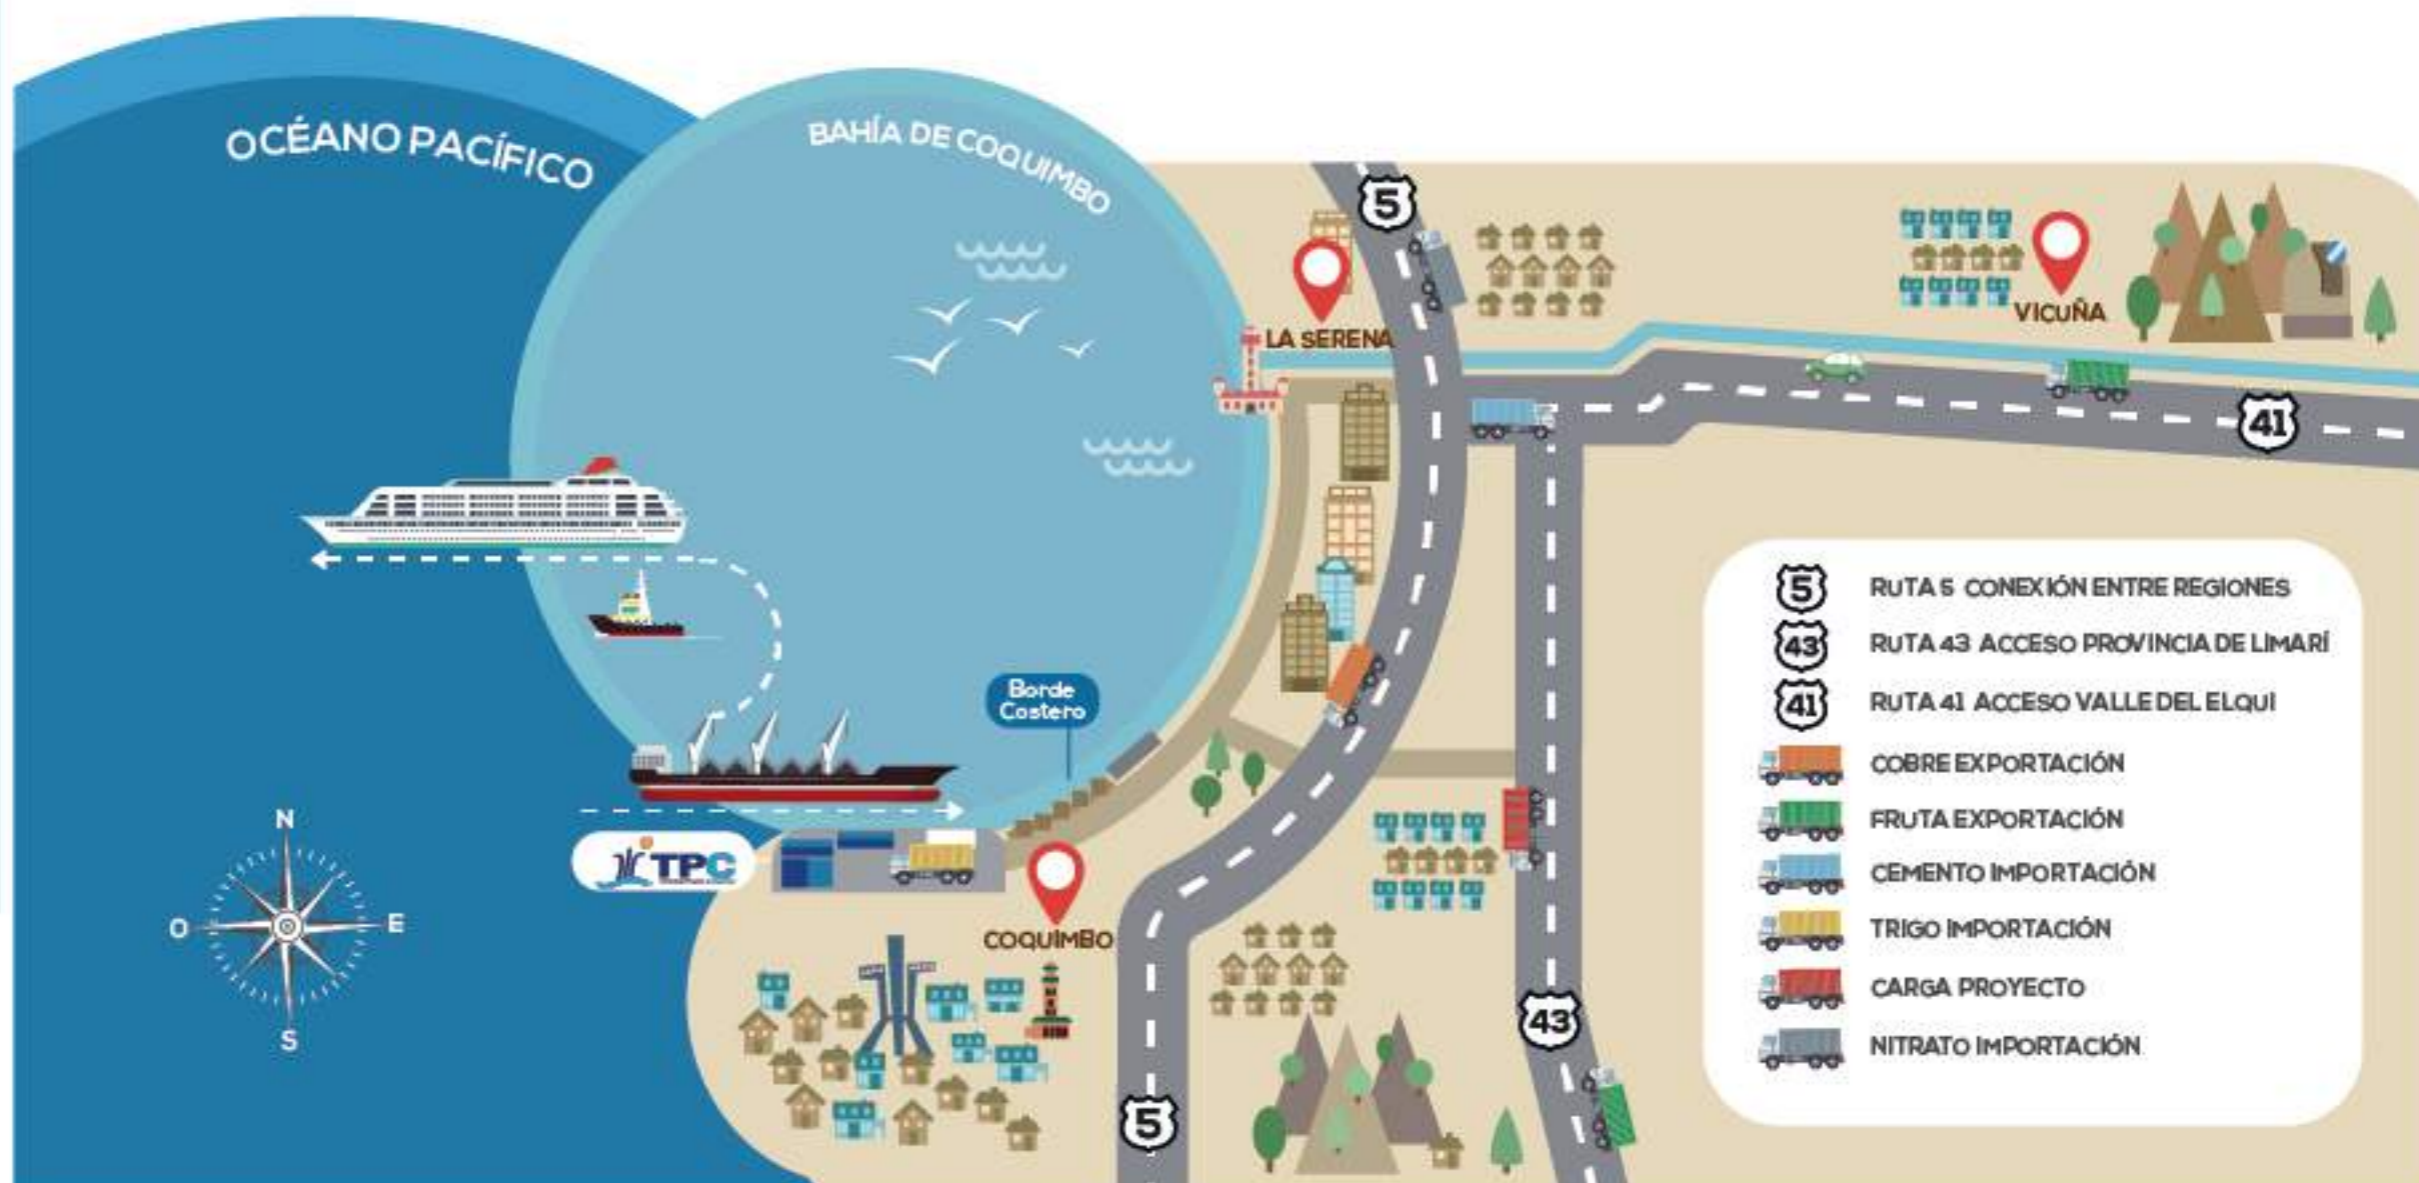 OCÉANO PACÍFICO
BAHÍA DE COQUIMBO
5
LA SERENA
VICUÑA
41
Borde
Costero
TPC
COQUIMBO
N
O
E
S
43
5
5 RUTA 5 CONEXIÓN ENTRE REGIONES
43 RUTA 43 ACCESO PROVINCIA DE LIMARÍ
41 RUTA 41 ACCESO VALLE DEL ELQUI
COBRE EXPORTACIÓN
FRUTA EXPORTACIÓN
CEMENTO IMPORTACIÓN
TRIGO IMPORTACIÓN
CARGA PROYECTO
NITRATO IMPORTACIÓN